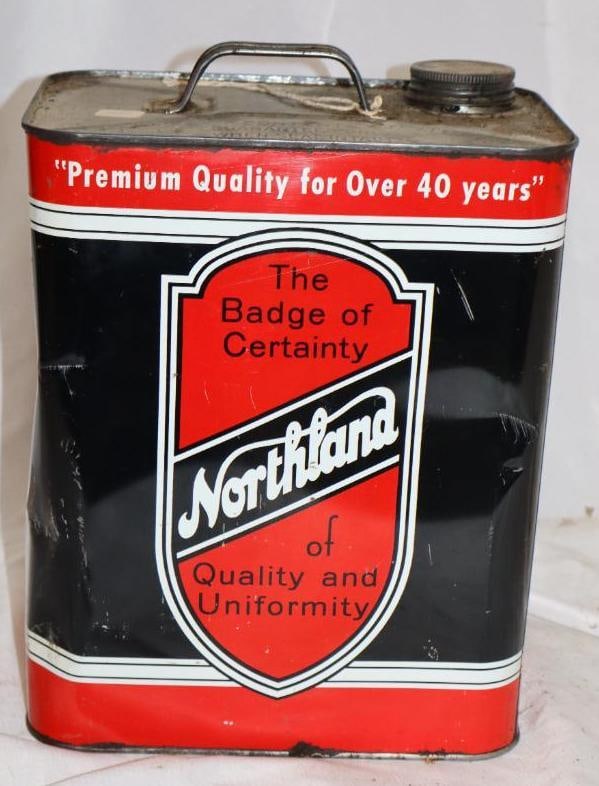 "Premium Quality for Over 40 years"
The
Badge of
Certainty
Northland
of
Quality and
Uniformity